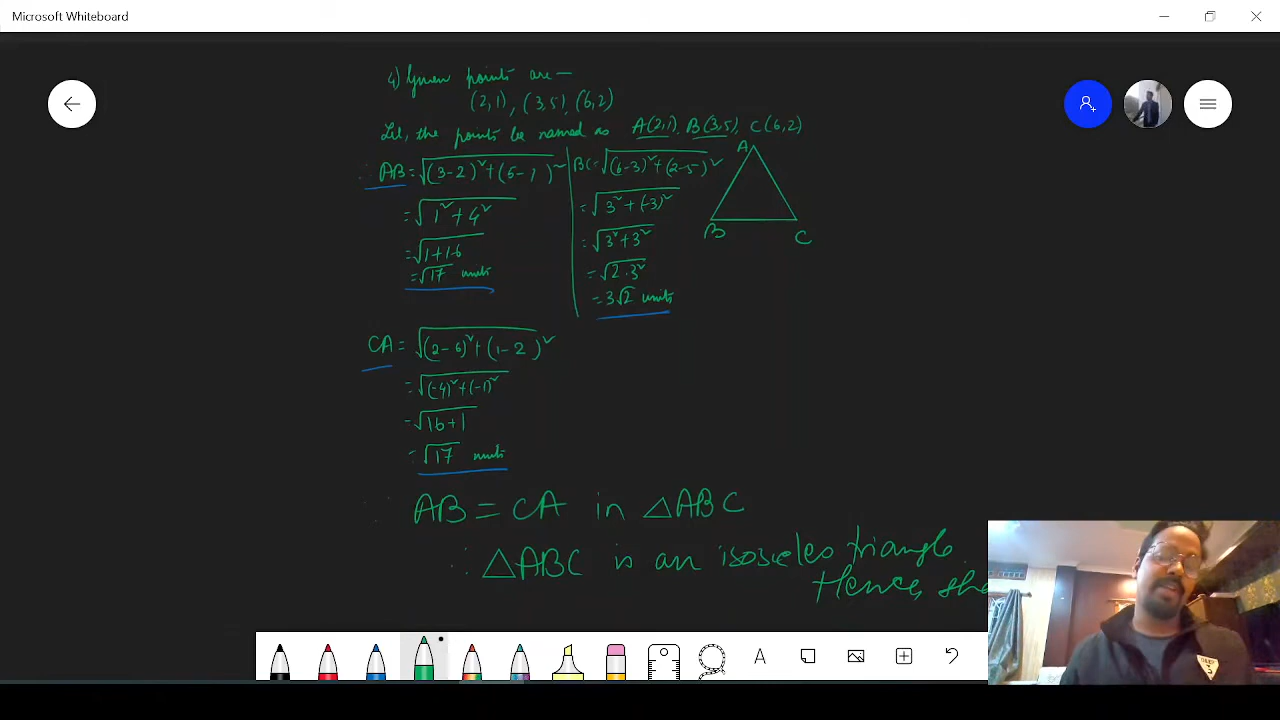 Microsoft Whiteboard
4) Given points are —
(2,1), (3,5), (6,2)
Let, the points be named as A(2,1), B(3,5), C(6,2)
∴ AB = √(3-2)² + (5-1)²
= √1² + 4²
= √1+16
= √17 units
BC = √(6-3)² + (2-5)²
= √3² + (-3)²
= √3² + 3²
= √2·3²
= 3√2 units
A
B
C
CA = √(2-6)² + (1-2)²
= √(-4)² + (-1)²
= √16+1
= √17 units
∵ AB = CA in △ABC
∴ △ABC is an isosceles triangle
Hence,
A